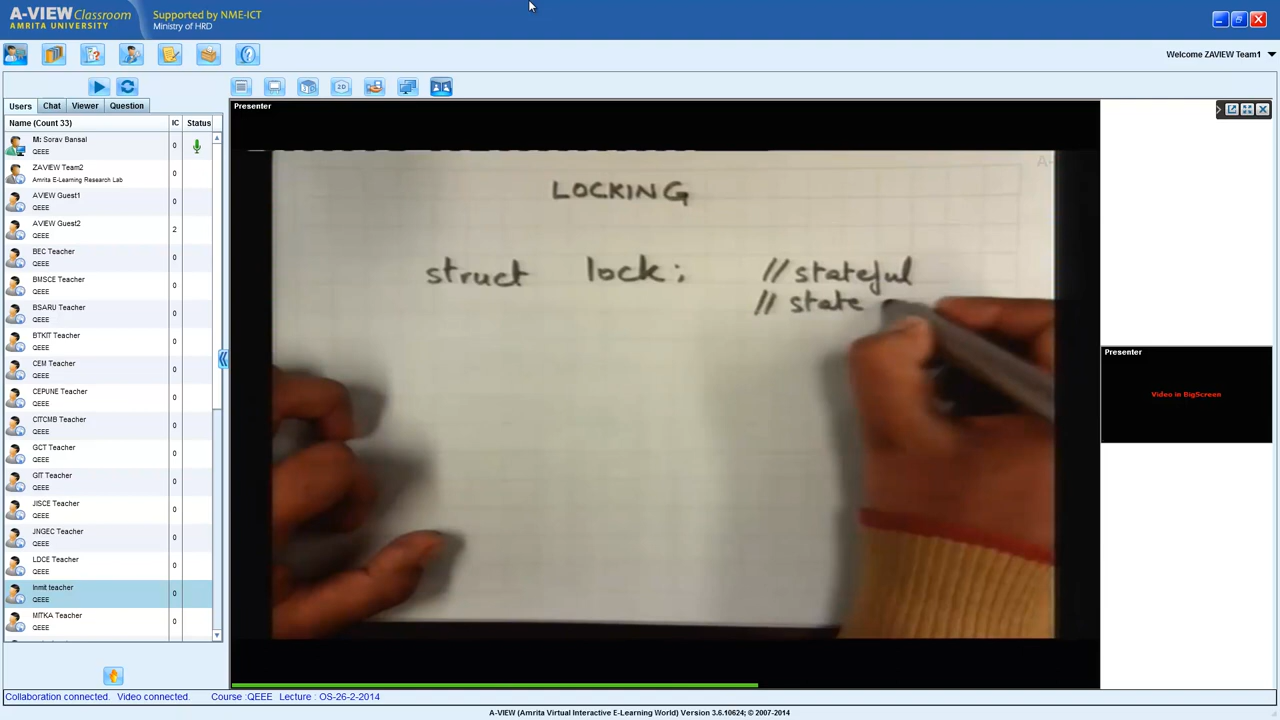 A-VIEW Classroom
AMRITA UNIVERSITY
Supported by NME-ICT
Ministry of HRD
Welcome ZAVIEW Team1
Users Chat Viewer Question
Name (Count 33) IC Status
M: Sorav Bansal
QEEE
0
ZAVIEW Team2
Amrita E-Learning Research Lab
0
AVIEW Guest1
QEEE
0
AVIEW Guest2
QEEE
2
BEC Teacher
QEEE
0
BMSCE Teacher
QEEE
0
BSARU Teacher
QEEE
0
BTKIT Teacher
QEEE
0
CEM Teacher
QEEE
0
CEPUNE Teacher
QEEE
0
CITCMB Teacher
QEEE
0
GCT Teacher
QEEE
0
GIT Teacher
QEEE
0
JISCE Teacher
QEEE
0
JNGEC Teacher
QEEE
0
LDCE Teacher
QEEE
0
lnmit teacher
QEEE
0
MITKA Teacher
QEEE
0
2D
Presenter
A-
LOCKING
struct lock; // stateful
// state
Presenter
Video in BigScreen
Collaboration connected. Video connected. Course :QEEE Lecture : OS-26-2-2014
A-VIEW (Amrita Virtual Interactive E-Learning World) Version 3.6.10624; © 2007-2014